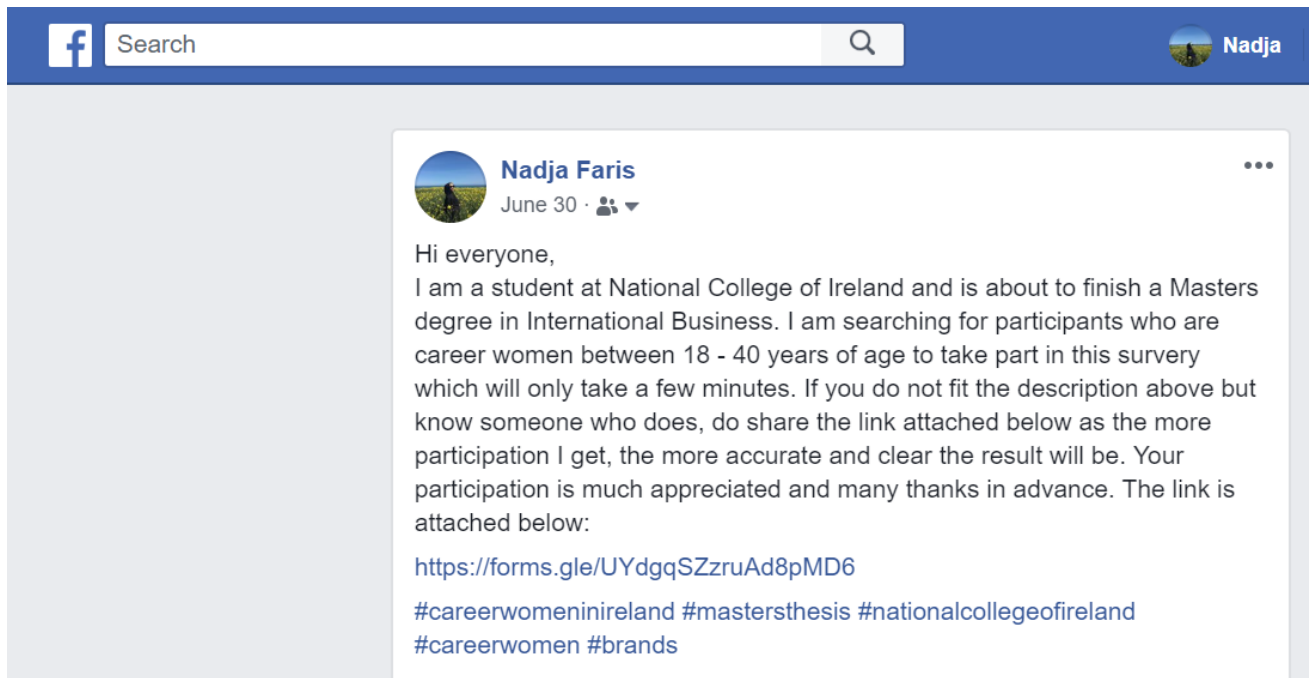 f Search Nadja
Nadja Faris
June 30 ·
Hi everyone,
I am a student at National College of Ireland and is about to finish a Masters
degree in International Business. I am searching for participants who are
career women between 18 - 40 years of age to take part in this survery
which will only take a few minutes. If you do not fit the description above but
know someone who does, do share the link attached below as the more
participation I get, the more accurate and clear the result will be. Your
participation is much appreciated and many thanks in advance. The link is
attached below:
https://forms.gle/UYdgqSZzruAd8pMD6
#careerwomeninireland #mastersthesis #nationalcollegeofireland
#careerwomen #brands